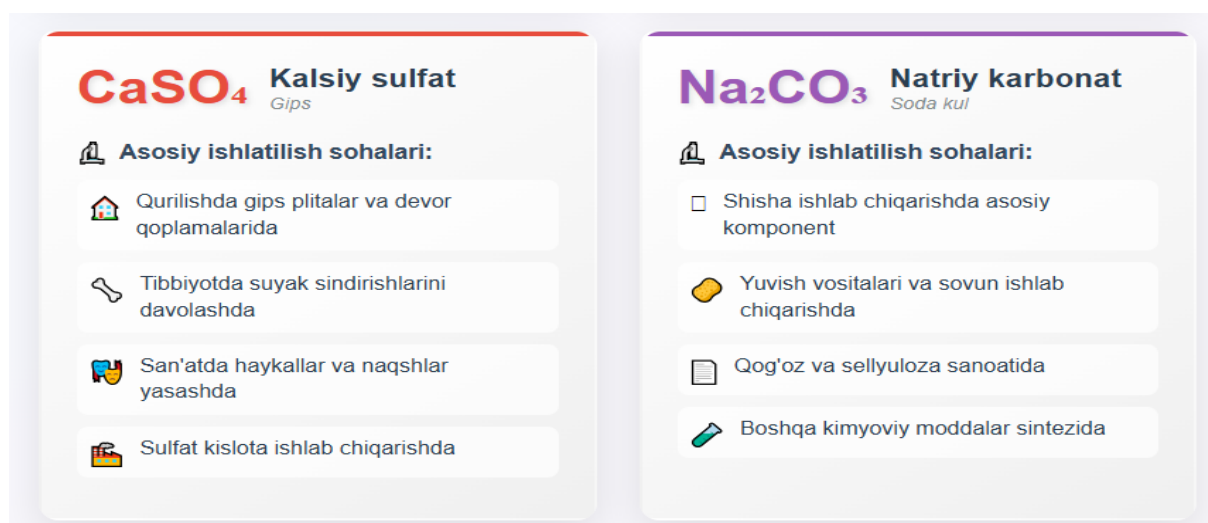 CaSO₄ Kalsiy sulfat
Gips
Asosiy ishlatilish sohalari:
Qurilishda gips plitalar va devor
qoplamalarida
Tibbiyotda suyak sindirishlarini
davolashda
San'atda haykallar va naqshlar
yasashda
Sulfat kislota ishlab chiqarishda
Na₂CO₃ Natriy karbonat
Soda kul
Asosiy ishlatilish sohalari:
Shisha ishlab chiqarishda asosiy
komponent
Yuvish vositalari va sovun ishlab
chiqarishda
Qog'oz va sellyuloza sanoatida
Boshqa kimyoviy moddalar sintezida